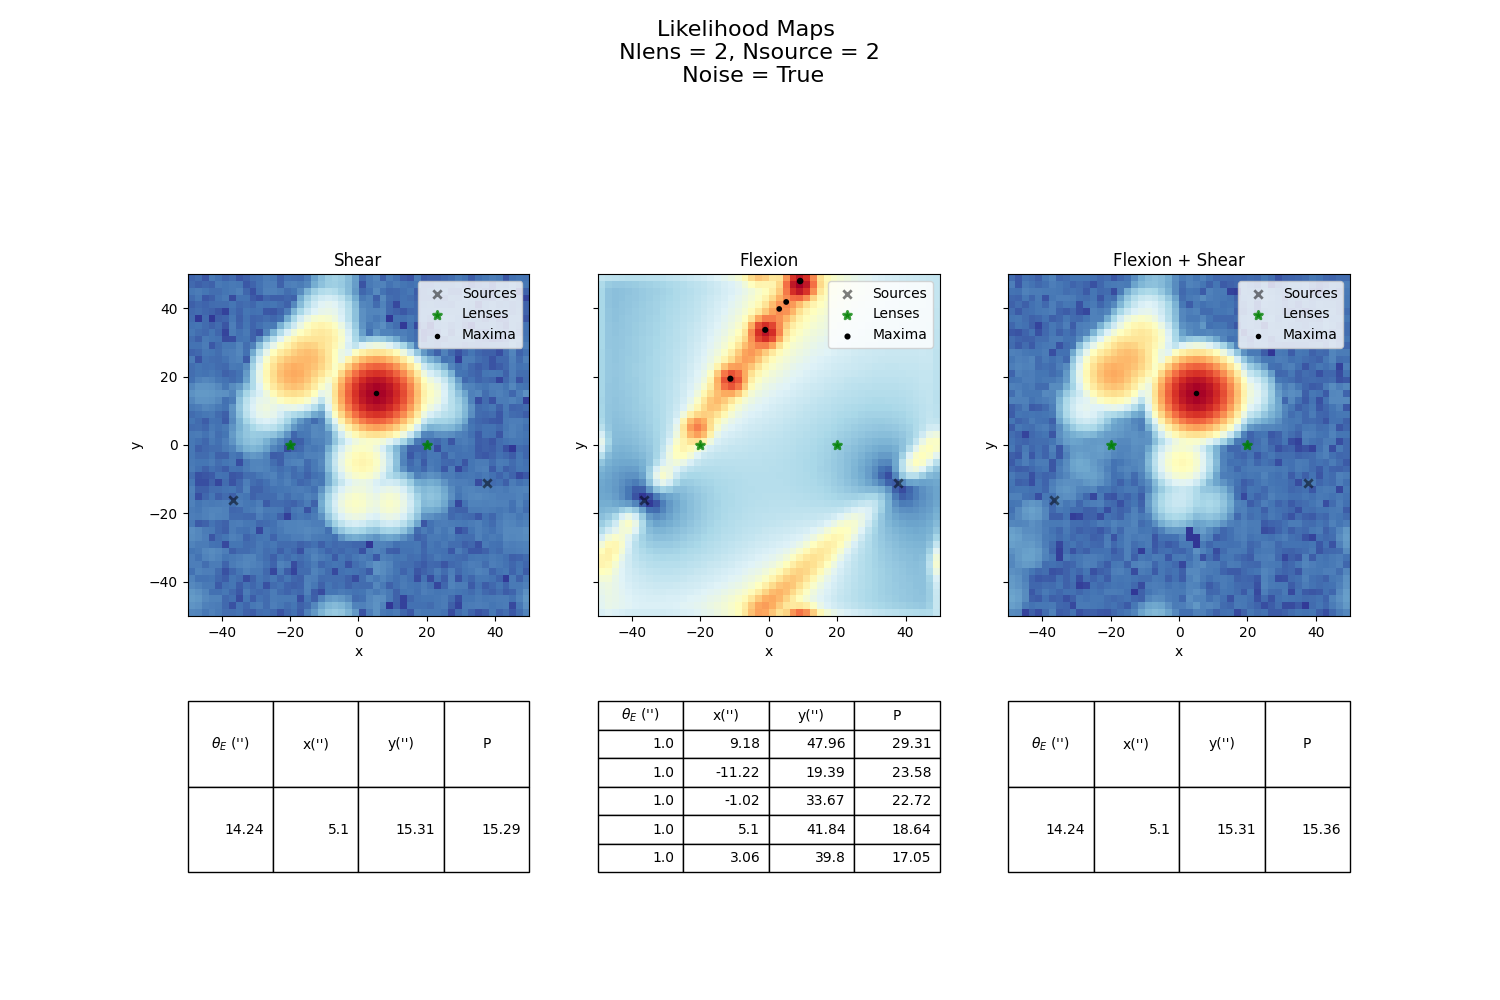 Likelihood Maps
Nlens = 2, Nsource = 2
Noise = True
Shear
Sources
Lenses
Maxima
40
20
0
−20
−40
y
−40 −20 0 20 40
x
Flexion
Sources
Lenses
Maxima
y
−40 −20 0 20 40
x
Flexion + Shear
Sources
Lenses
Maxima
y
−40 −20 0 20 40
x
θE ('') x('') y('') P
14.24 5.1 15.31 15.29
θE ('') x('') y('') P
1.0 9.18 47.96 29.31
1.0 -11.22 19.39 23.58
1.0 -1.02 33.67 22.72
1.0 5.1 41.84 18.64
1.0 3.06 39.8 17.05
θE ('') x('') y('') P
14.24 5.1 15.31 15.36